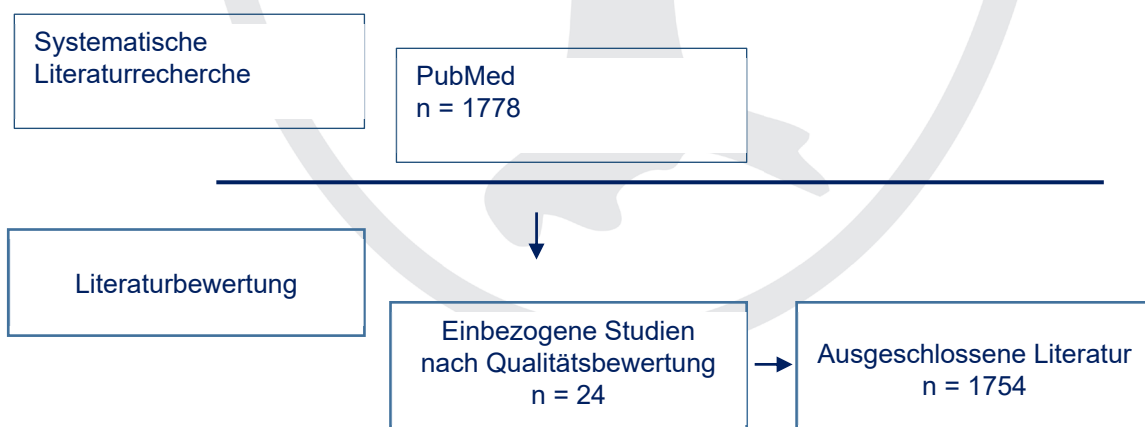 Systematische
Literaturrecherche
PubMed
n = 1778
Literaturbewertung
Einbezogene Studien
nach Qualitätsbewertung
n = 24
Ausgeschlossene Literatur
n = 1754